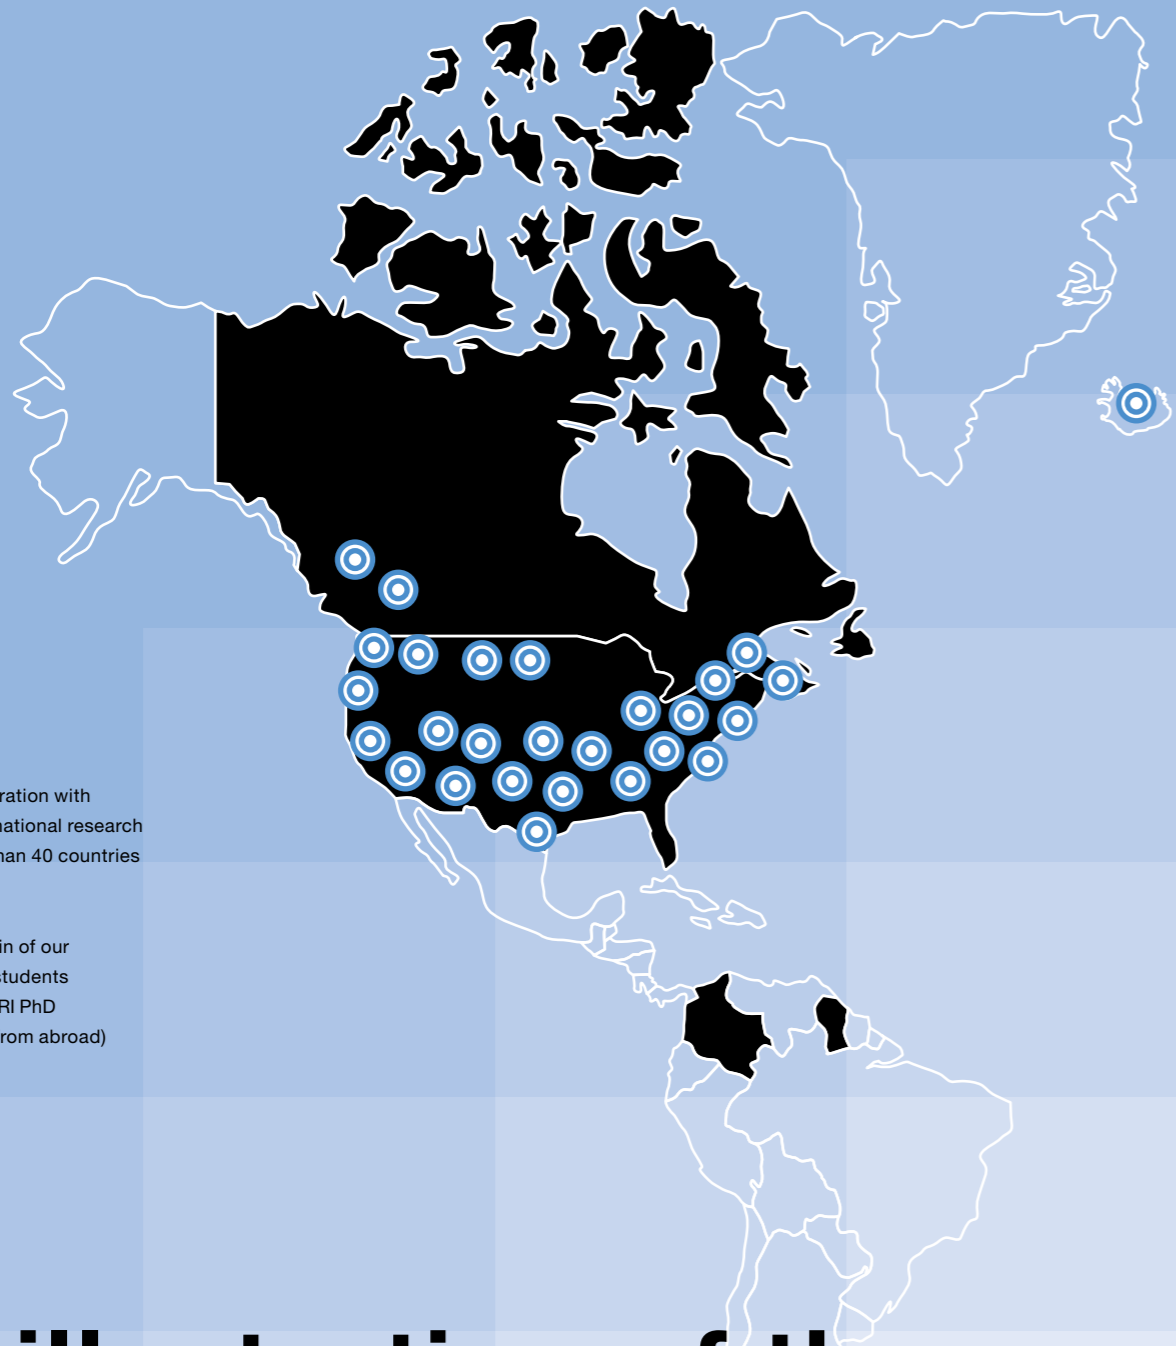 ration with
national research
han 40 countries
in of our
students
RI PhD
rom abroad)